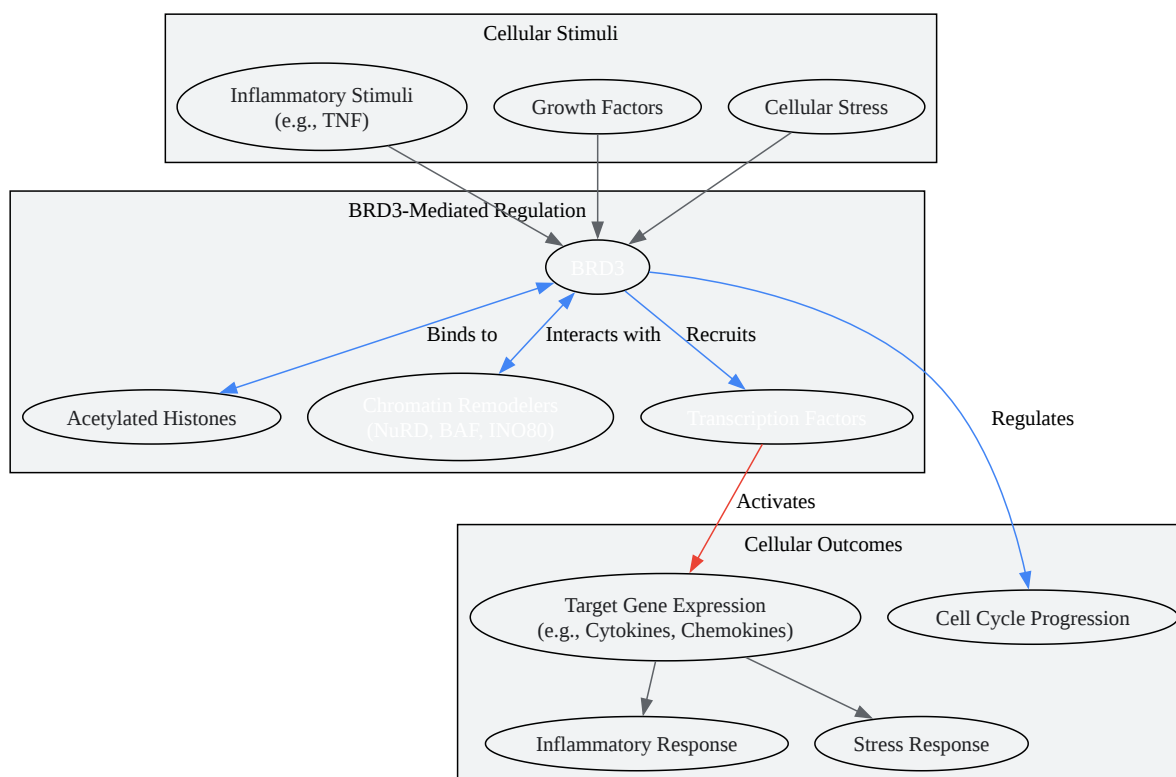 Cellular Stimuli
Inflammatory Stimuli
(e.g., TNF)
Growth Factors
Cellular Stress
BRD3-Mediated Regulation
BRD3
Binds to
Interacts with
Recruits
Acetylated Histones
Chromatin Remodelers
(NuRD, BAF, INO80)
Transcription Factors
Regulates
Activates
Cellular Outcomes
Target Gene Expression
(e.g., Cytokines, Chemokines)
Cell Cycle Progression
Inflammatory Response
Stress Response